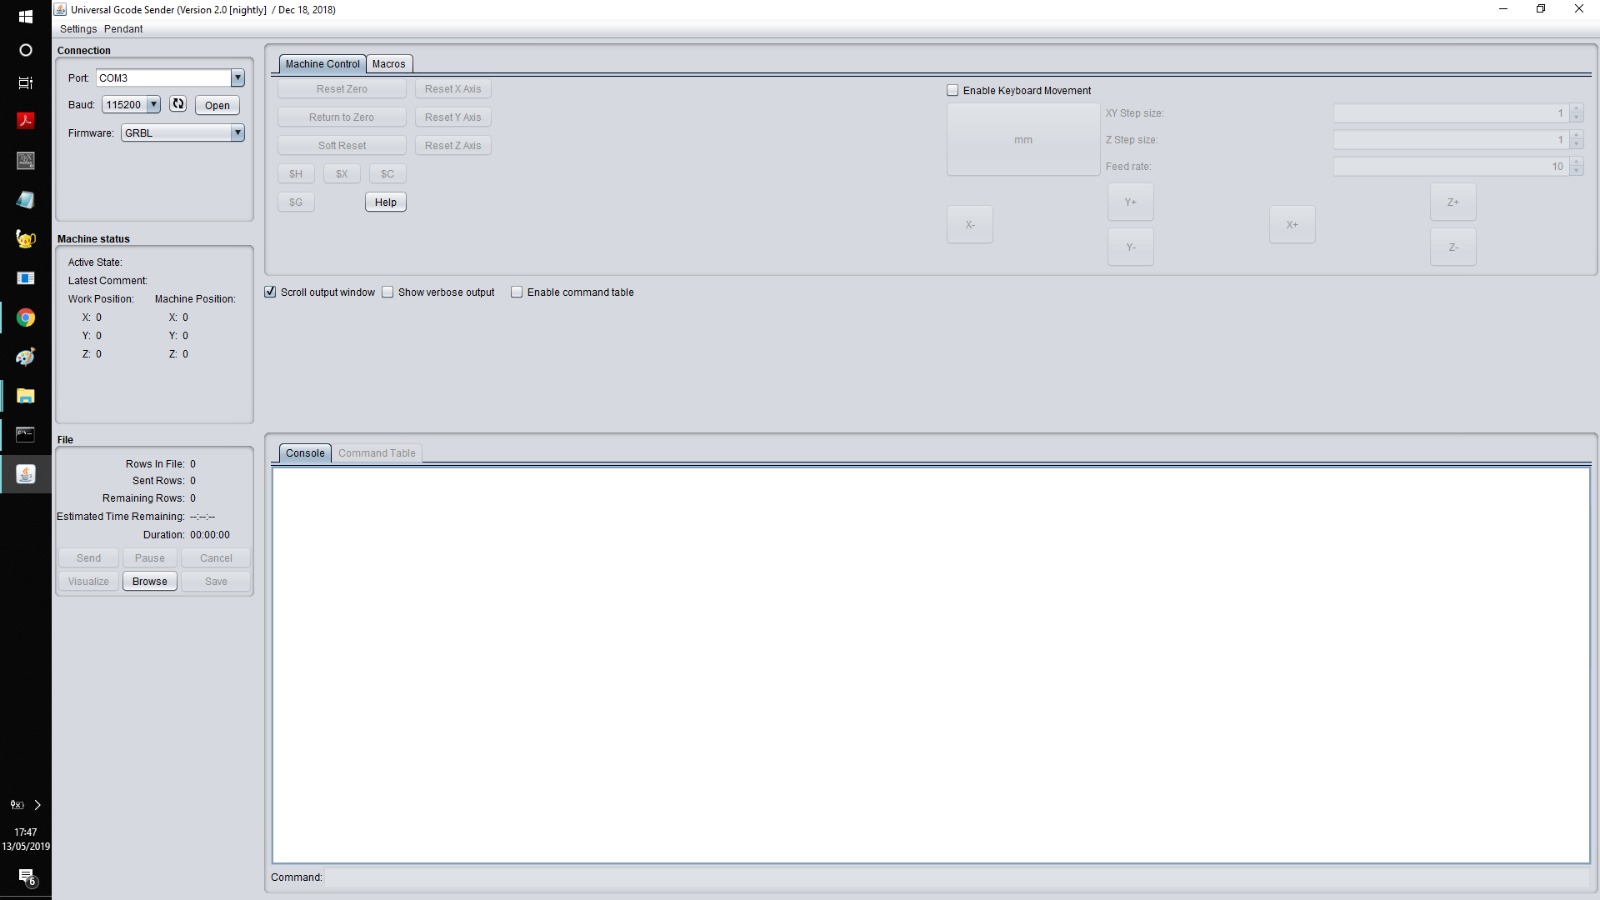 Universal Gcode Sender (Version 2.0 [nightly] / Dec 18, 2018)
Settings Pendant
Connection
Port: COM3
Baud: 115200 Open
Firmware: GRBL
Machine status
Active State:
Latest Comment:
Work Position: Machine Position:
X: 0 X: 0
Y: 0 Y: 0
Z: 0 Z: 0
File
Rows In File: 0
Sent Rows: 0
Remaining Rows: 0
Estimated Time Remaining: --:--:--
Duration: 00:00:00
Send Pause Cancel
Visualize Browse Save
Machine Control Macros
Reset Zero Reset X Axis
Return to Zero Reset Y Axis
Soft Reset Reset Z Axis
$H $X $C
$G Help
Enable Keyboard Movement
mm
XY Step size: 1
Z Step size: 1
Feed rate: 10
Y+ Z+
X- X+
Y- Z-
Scroll output window Show verbose output Enable command table
Console Command Table
Command:
17:47
13/05/2019
6